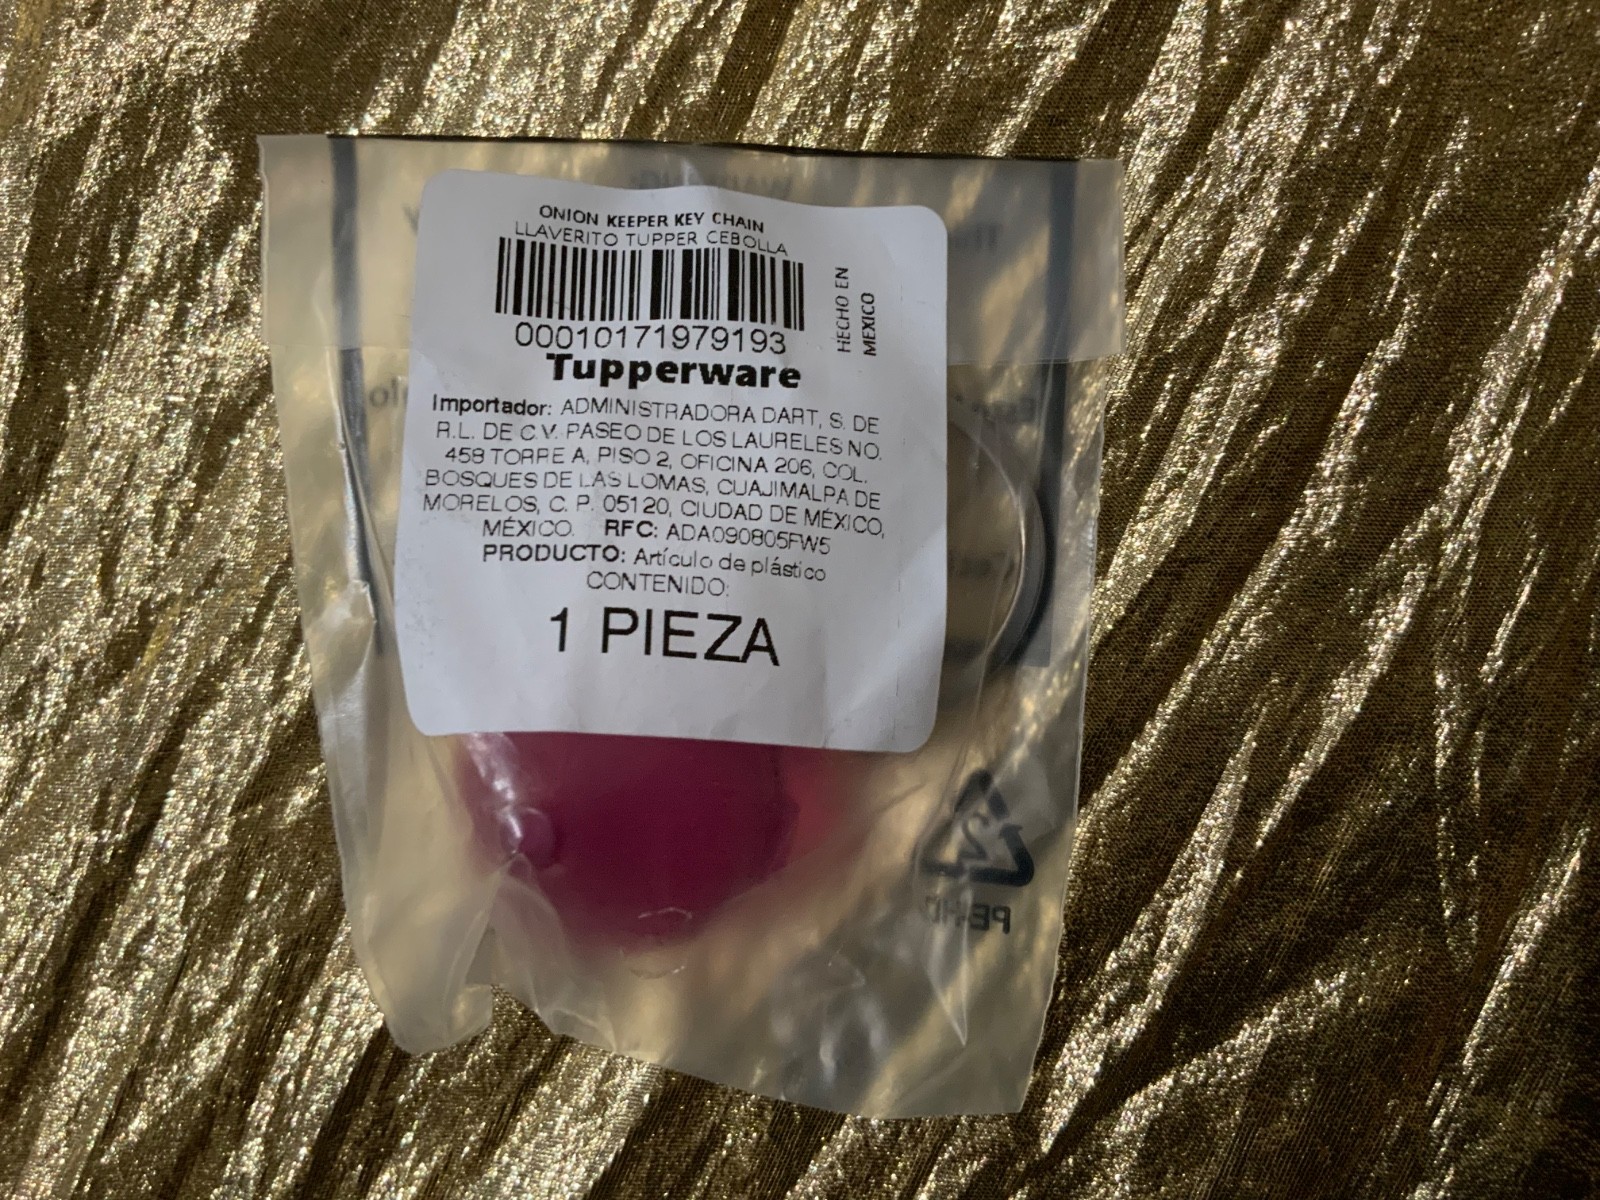 ONION KEEPER KEY CHAIN
LLAVERITO TUPPER CEBOLLA
00010171979193
HECHO EN
MEXICO
Tupperware
Importador: ADMINISTRADORA DART, S. DE
R.L. DE C.V. PASEO DE LOS LAURELES NO.
458 TORRE A, PISO 2, OFICINA 206, COL.
BOSQUES DE LAS LOMAS, CUAJIMALPA DE
MORELOS, C. P. 05120, CIUDAD DE MÉXICO,
MÉXICO. RFC: ADA090805FW5
PRODUCTO: Artículo de plástico
CONTENIDO:
1 PIEZA
2
PE-HD